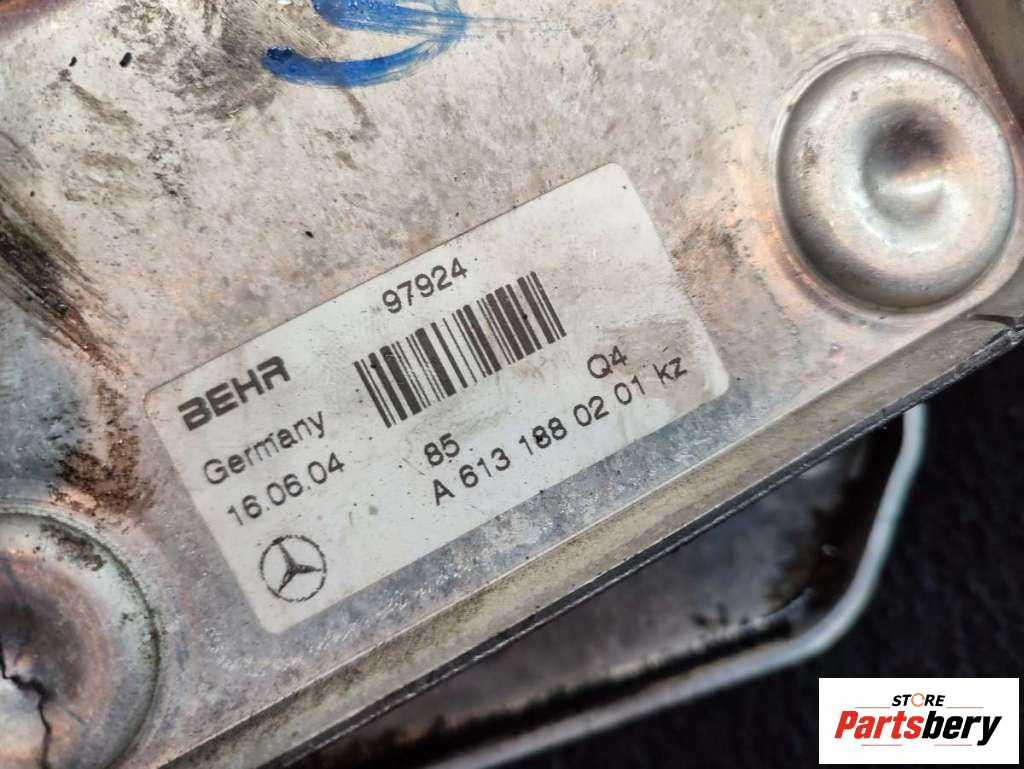 97924
BEHR
Germany
16.06.04
85
Q4
A 613 188 02 01 kz
STORE
Partsbery